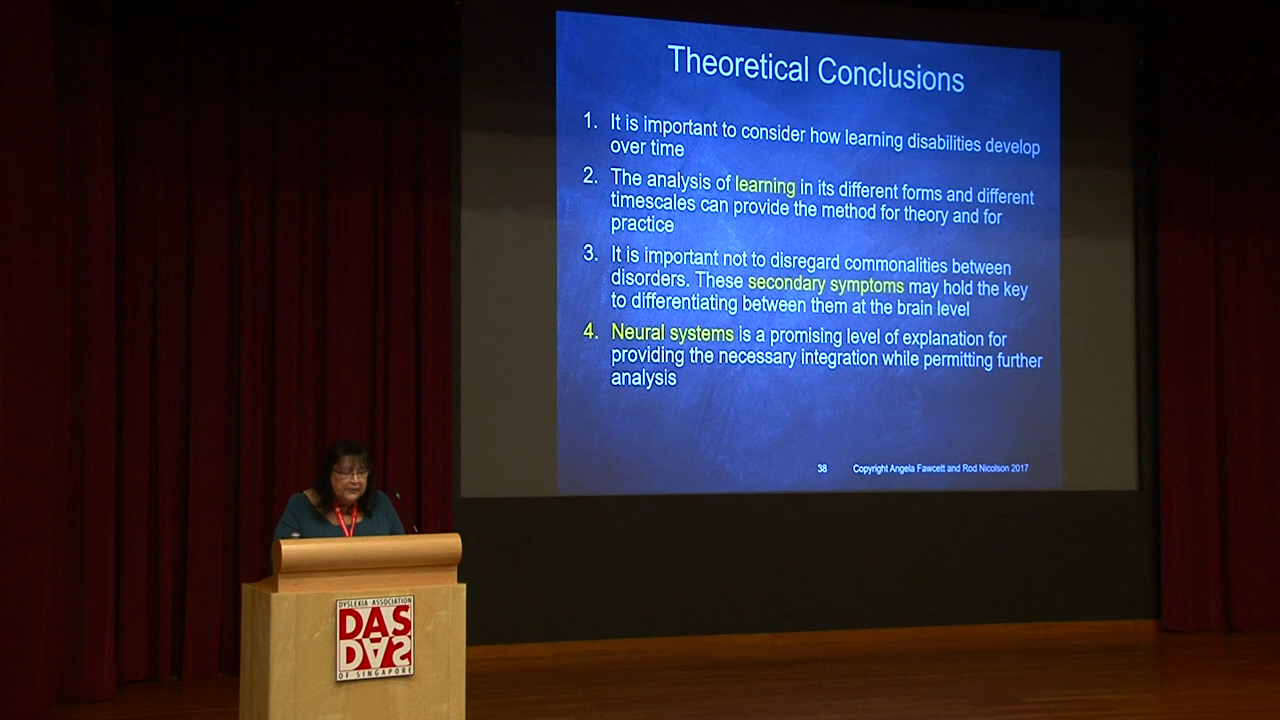 Theoretical Conclusions
1. It is important to consider how learning disabilities develop
over time
2. The analysis of learning in its different forms and different
timescales can provide the method for theory and for
practice
3. It is important not to disregard commonalities between
disorders. These secondary symptoms may hold the key
to differentiating between them at the brain level
4. Neural systems is a promising level of explanation for
providing the necessary integration while permitting further
analysis
38 Copyright Angela Fawcett and Rod Nicolson 2017
DYSLEXIA ASSOCIATION
DAS
DAS
OF SINGAPORE